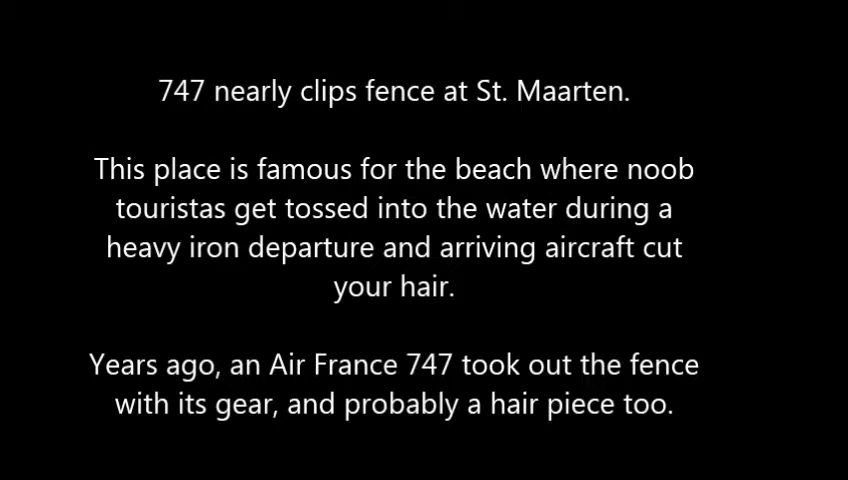 747 nearly clips fence at St. Maarten.
This place is famous for the beach where noob
touristas get tossed into the water during a
heavy iron departure and arriving aircraft cut
your hair.
Years ago, an Air France 747 took out the fence
with its gear, and probably a hair piece too.